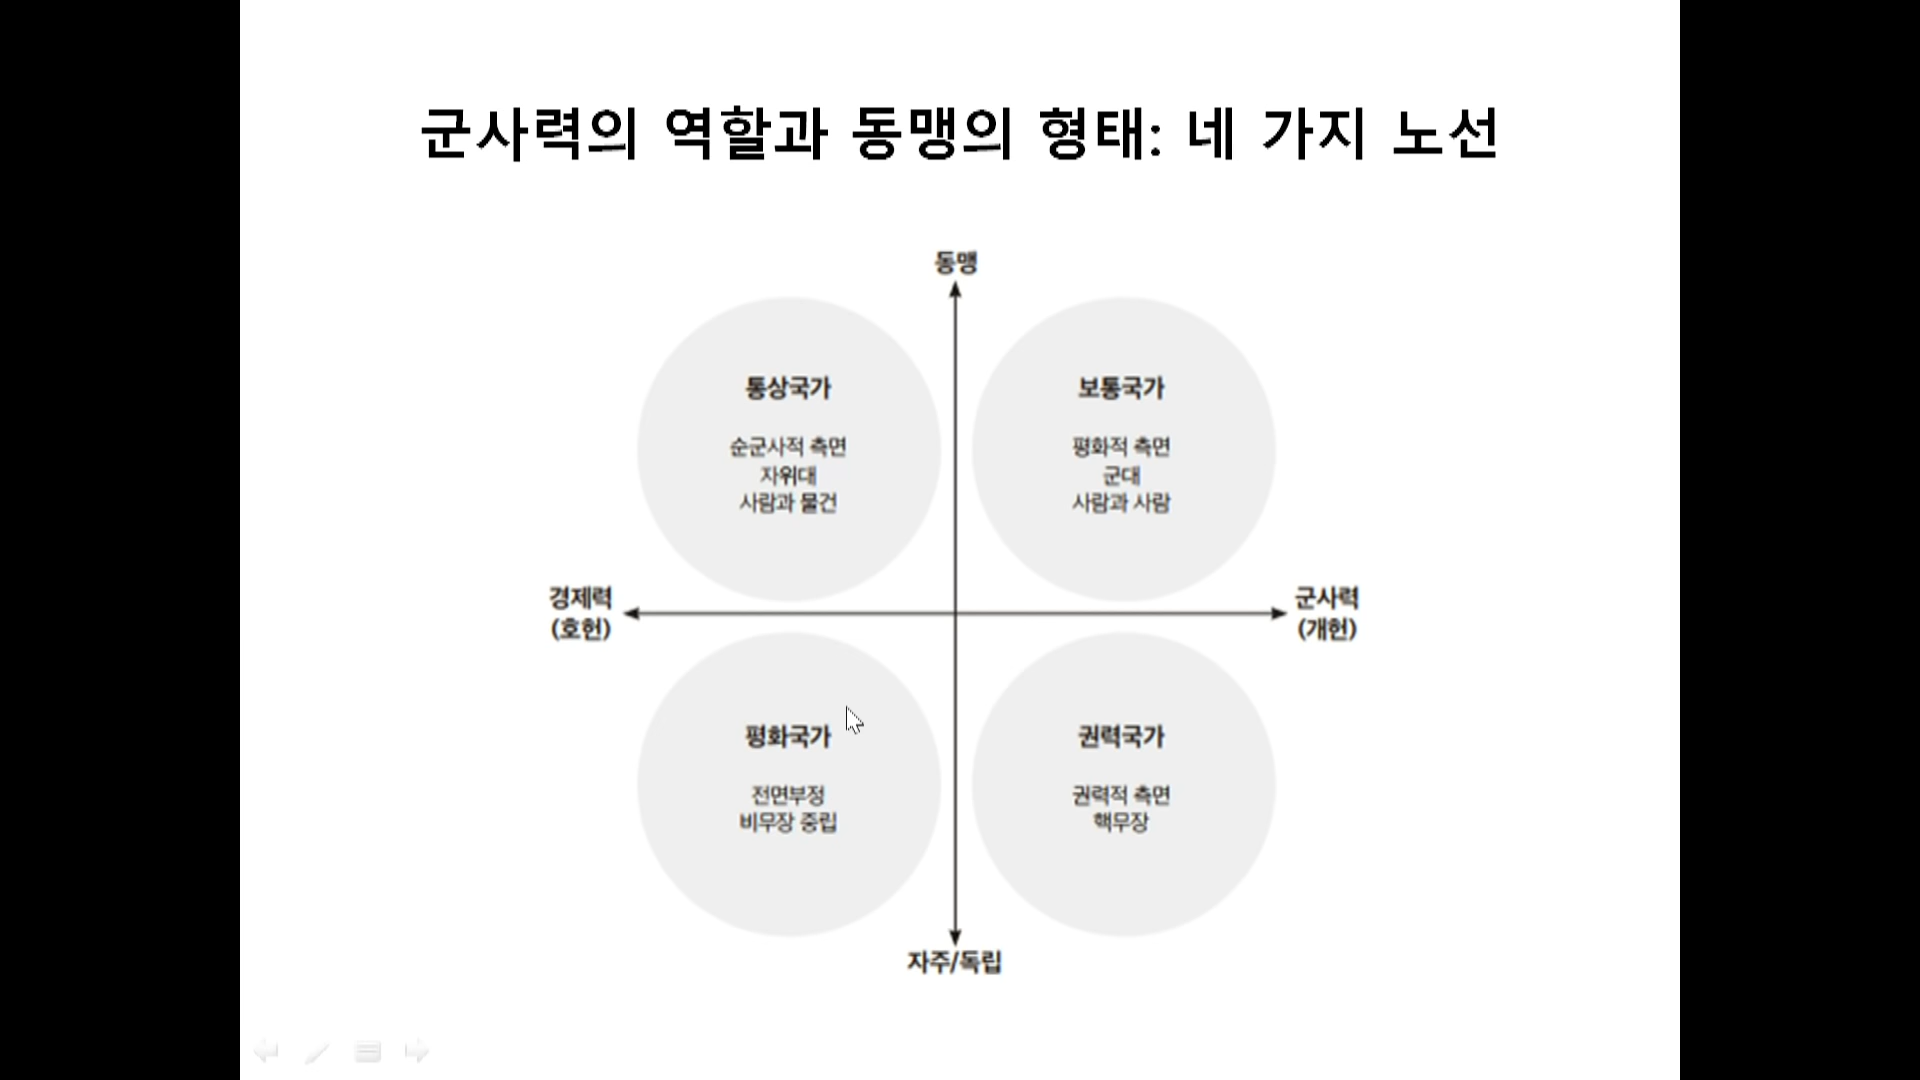 군사력의 역할과 동맹의 형태: 네 가지 노선
동맹
통상국가
순군사적 측면
자위대
사람과 물건
보통국가
평화적 측면
군대
사람과 사람
경제력
(호헌)
군사력
(개헌)
평화국가
전면부정
비무장 중립
권력국가
권력적 측면
핵무장
자주/독립